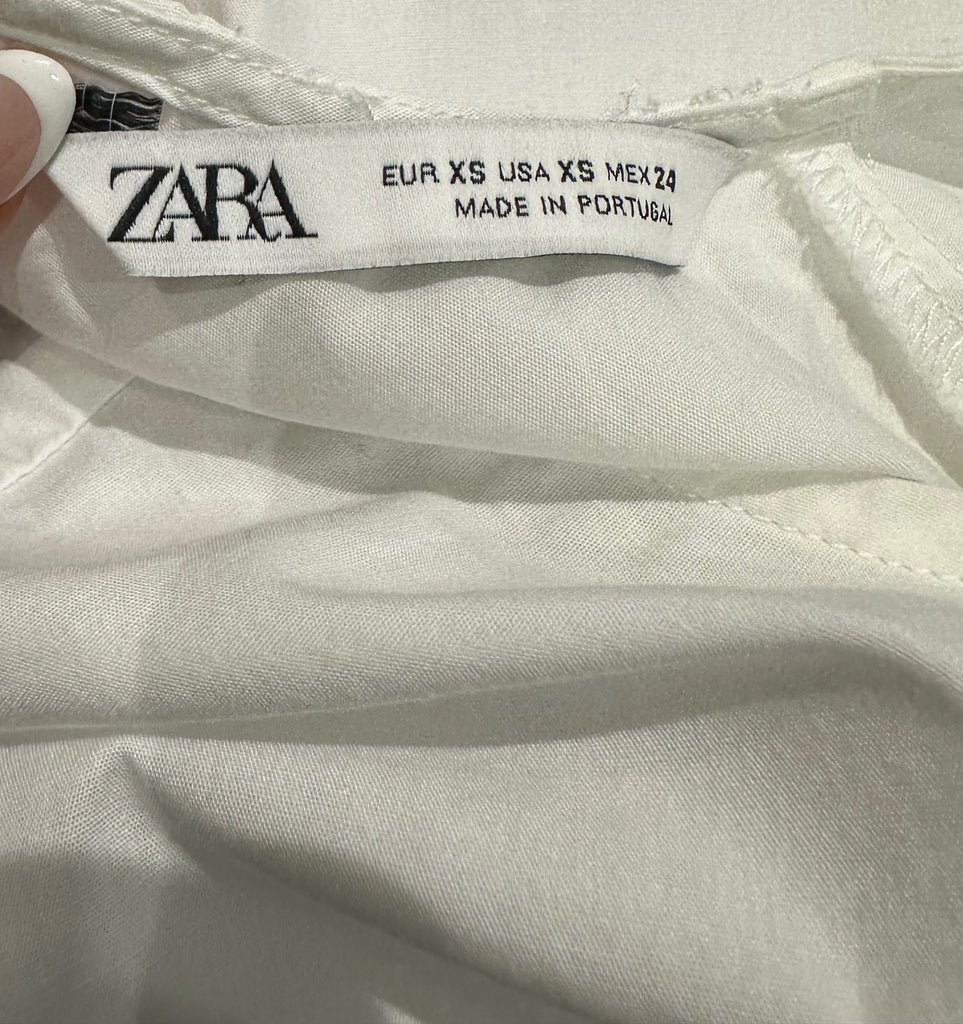 ZARA
EUR XS USA XS MEX 24
MADE IN PORTUGAL